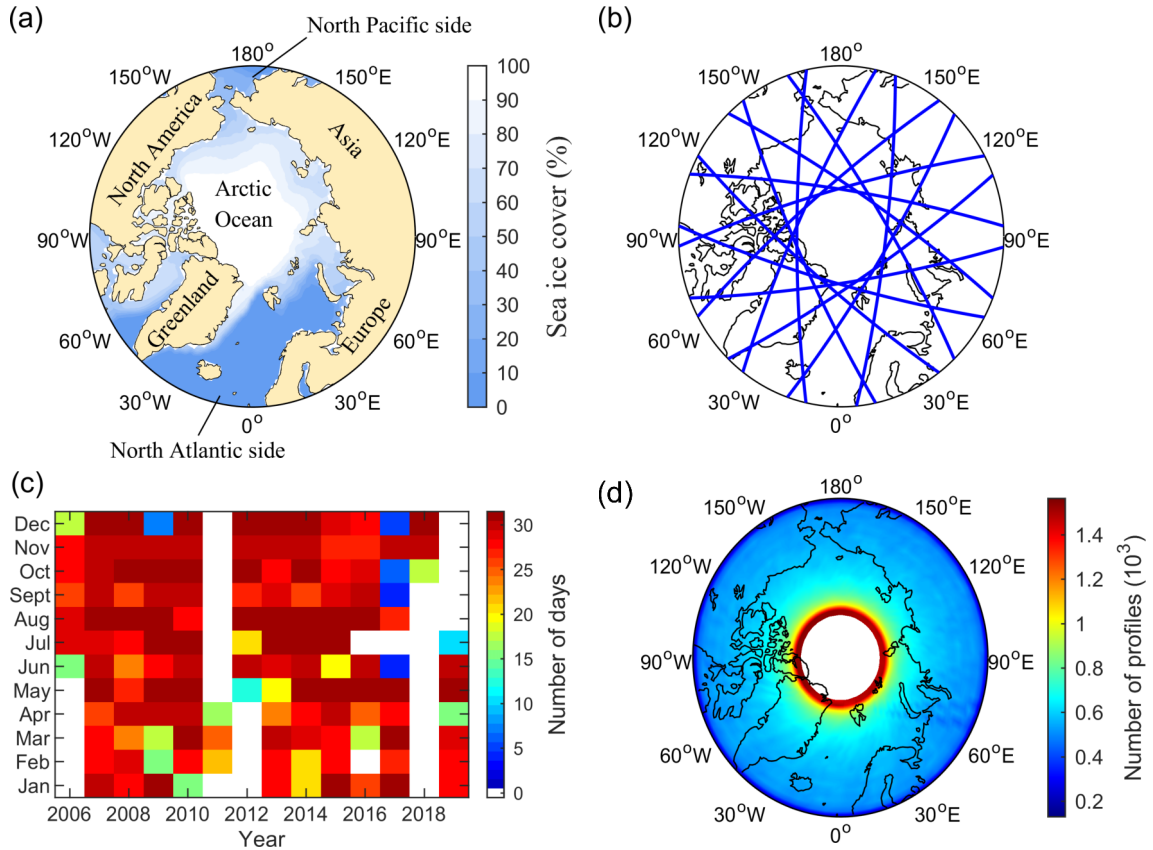 (a)
North Pacific side
180°
150°W
150°E
120°W
120°E
90°W
90°E
60°W
60°E
30°W
30°E
0°
North America
Asia
Arctic
Ocean
Greenland
Europe
North Atlantic side
100
90
80
70
60
50
40
30
20
10
0
Sea ice cover (%)
(b)
180°
150°W
150°E
120°W
120°E
90°W
90°E
60°W
60°E
30°W
30°E
0°
(c)
Dec
Nov
Oct
Sept
Aug
Jul
Jun
May
Apr
Mar
Feb
Jan
2006
2008
2010
2012
2014
2016
2018
Year
30
25
20
15
10
5
0
Number of days
(d)
180°
150°W
150°E
120°W
120°E
90°W
90°E
60°W
60°E
30°W
30°E
0°
1.4
1.2
1
0.8
0.6
0.4
0.2
Number of profiles (10³)